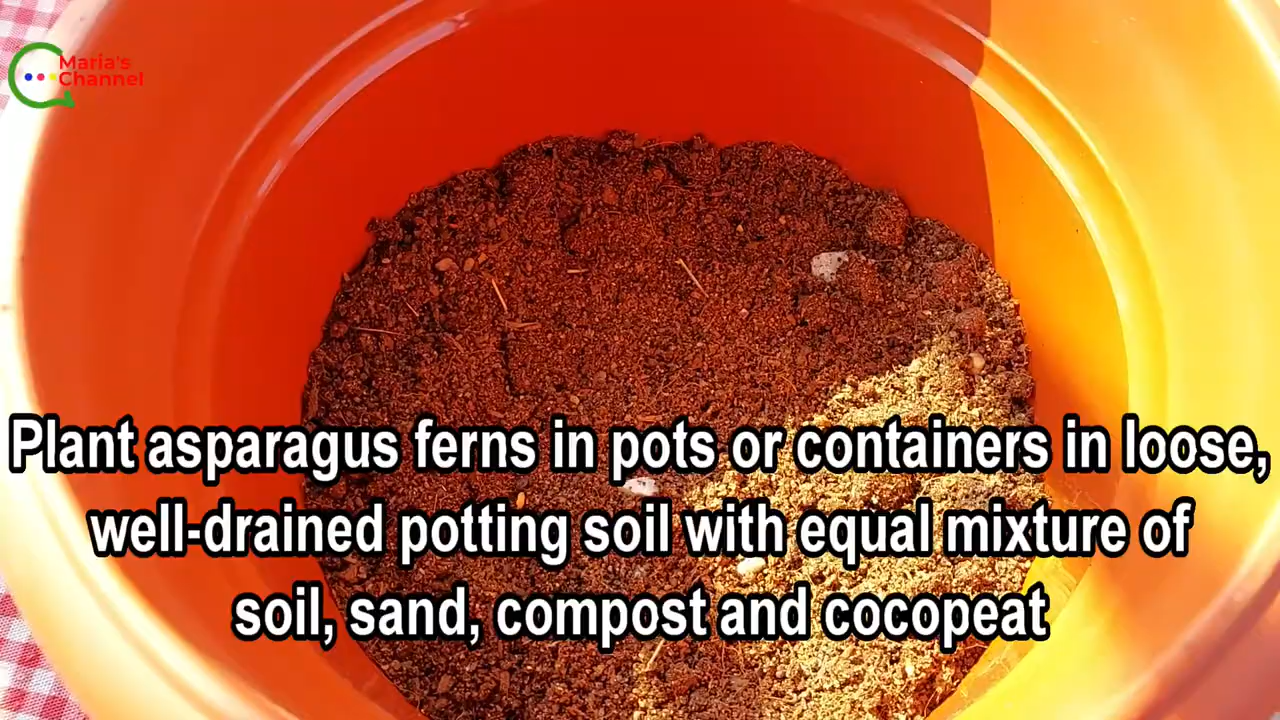 Maria's
Channel
Plant asparagus ferns in pots or containers in loose,
well-drained potting soil with equal mixture of
soil, sand, compost and cocopeat